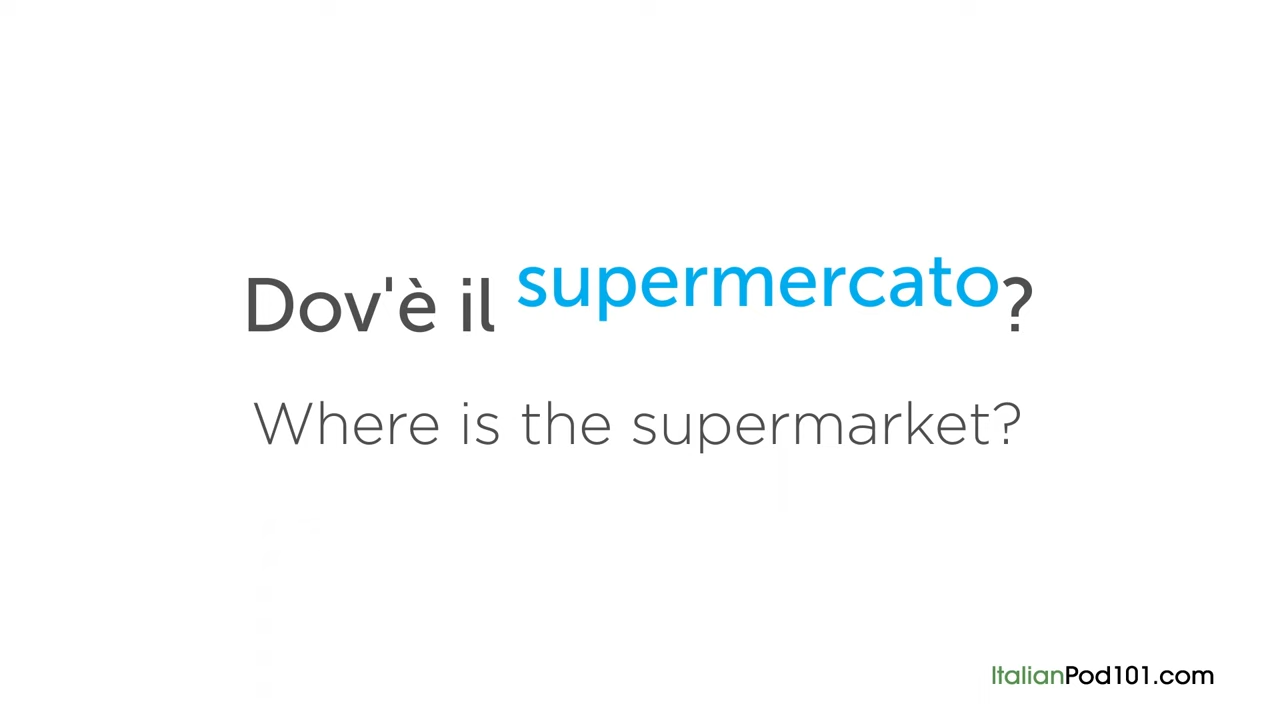 Dov'è il supermercato?
Where is the supermarket?
ItalianPod101.com